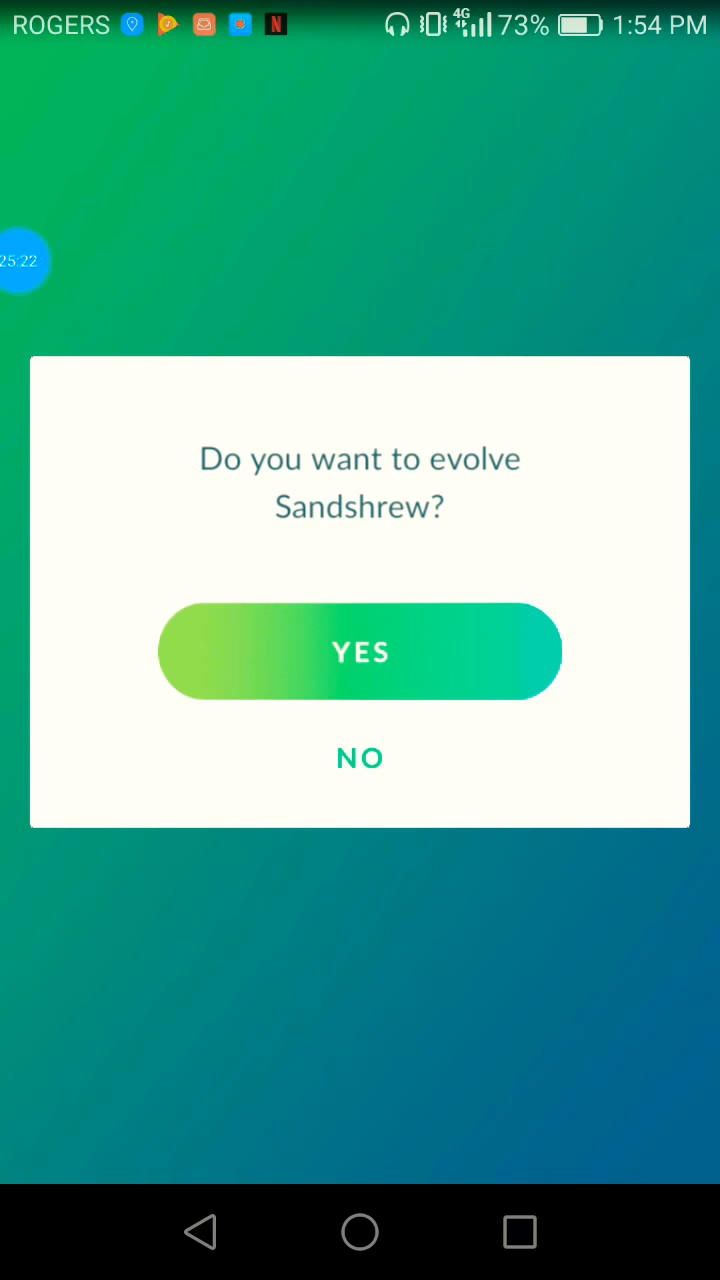 ROGERS 4G 73% 1:54 PM
25:22
Do you want to evolve
Sandshrew?
YES
NO